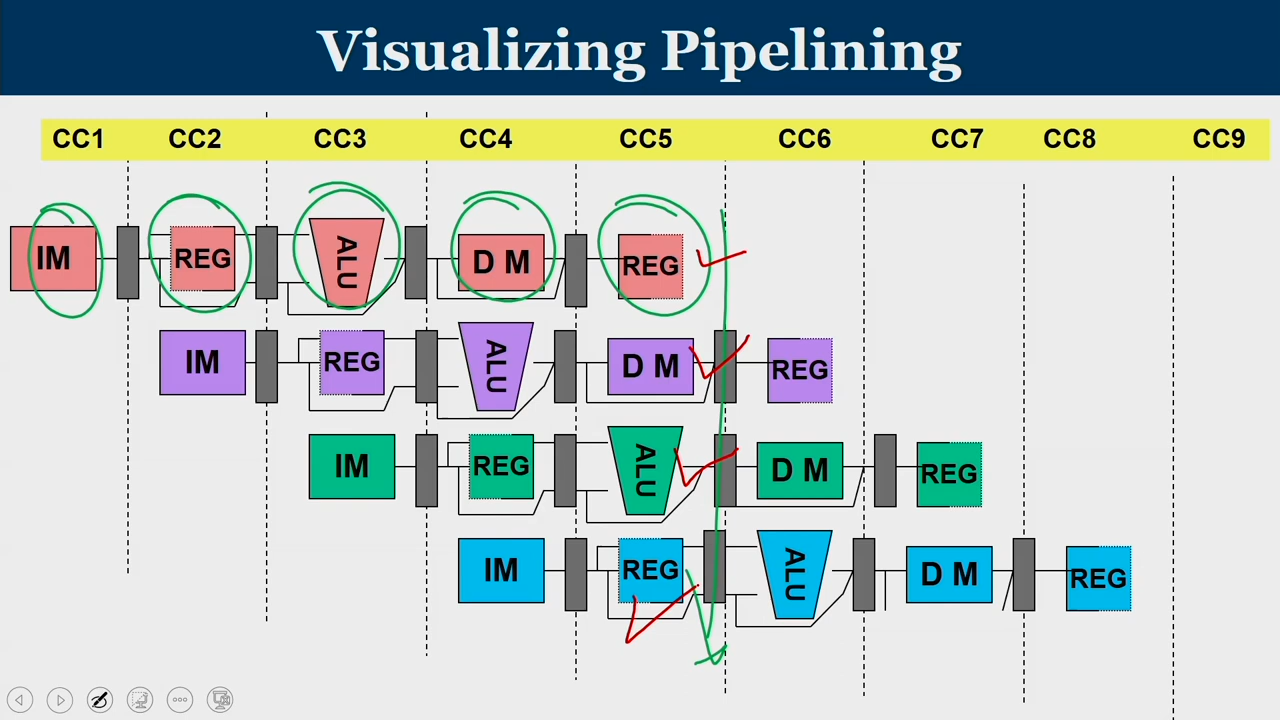 Visualizing Pipelining
CC1 CC2 CC3 CC4 CC5 CC6 CC7 CC8 CC9
IM REG ALU D M REG
IM REG ALU D M REG
IM REG ALU D M REG
IM REG ALU D M REG